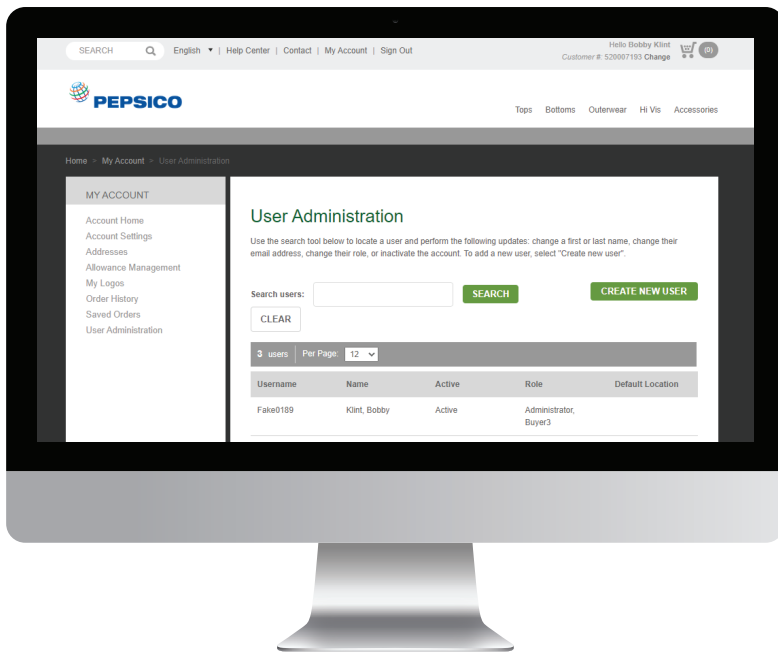 SEARCH English ▼ | Help Center | Contact | My Account | Sign Out
Hello Bobby Klint
Customer #: 520007193 Change (0)
PEPSICO
Tops Bottoms Outerwear Hi Vis Accessories
Home > My Account > User Administration
MY ACCOUNT
Account Home
Account Settings
Addresses
Allowance Management
My Logos
Order History
Saved Orders
User Administration
User Administration
Use the search tool below to locate a user and perform the following updates: change a first or last name, change their
email address, change their role, or inactivate the account. To add a new user, select "Create new user".
Search users: SEARCH CREATE NEW USER
CLEAR
3 users Per Page: 12
Username Name Active Role Default Location
Fake0189 Klint, Bobby Active Administrator,
Buyer3